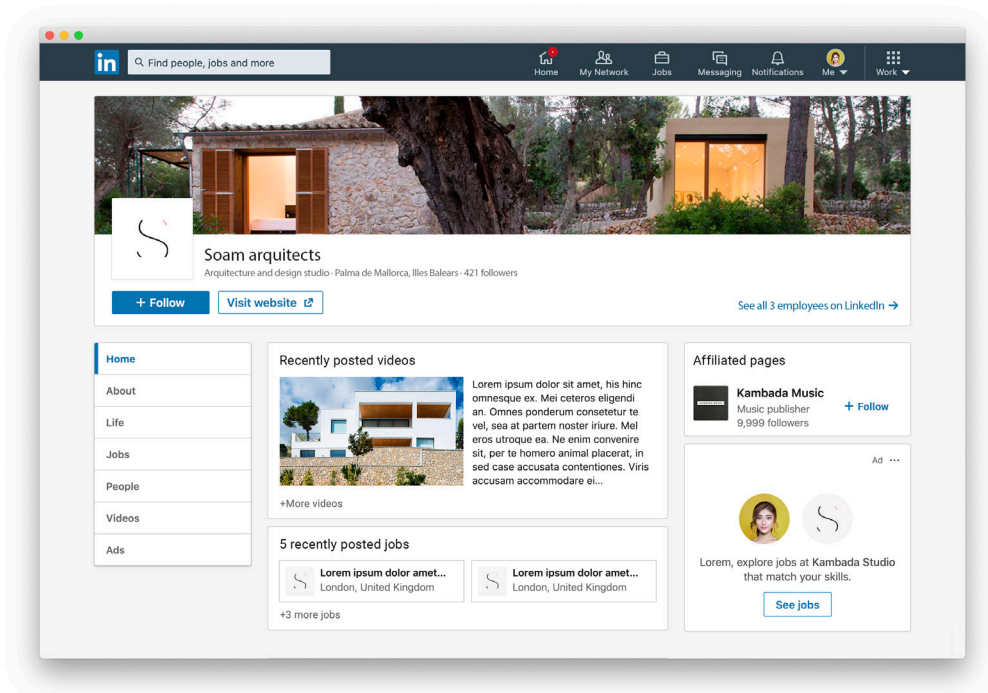 in
Find people, jobs and more
Home
My Network
Jobs
Messaging
Notifications
Me
Work
Soam arquitects
Arquitecture and design studio · Palma de Mallorca, Illes Balears · 421 followers
+ Follow
Visit website
See all 3 employees on LinkedIn →
Home
About
Life
Jobs
People
Videos
Ads
Recently posted videos
Lorem ipsum dolor sit amet, his hinc
omnesque ex. Mei ceteros eligendi
an. Omnes ponderum consetetur te
vel, sea at partem noster iriure. Mel
eros utroque ea. Ne enim convenire
sit, per te homero animal placerat, in
sed case accusata contentiones. Viris
accusam accommodare ei...
+More videos
5 recently posted jobs
Lorem ipsum dolor amet...
London, United Kingdom
Lorem ipsum dolor amet...
London, United Kingdom
+3 more jobs
Affiliated pages
Kambada Music
Music publisher
9,999 followers
+ Follow
Ad ···
Lorem, explore jobs at Kambada Studio
that match your skills.
See jobs